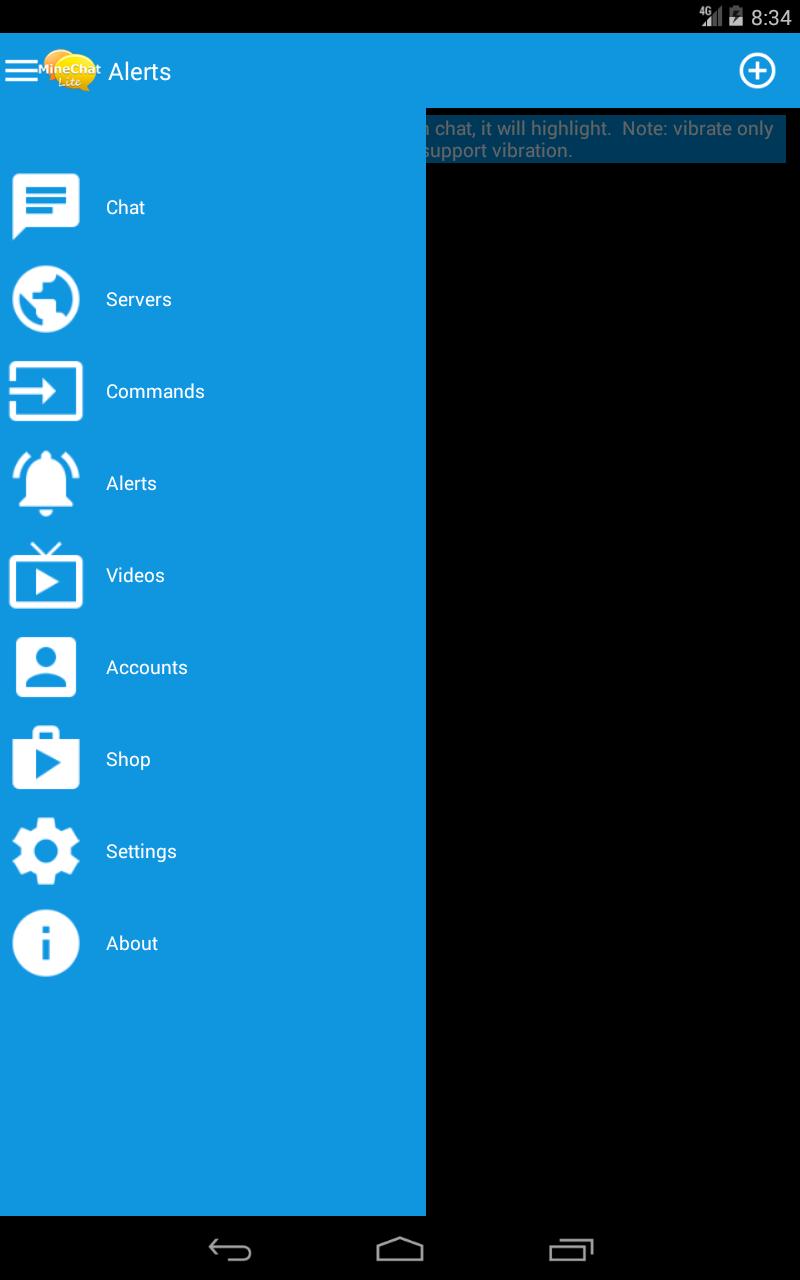 4G 8:34
MineChat
Lite
Alerts
chat, it will highlight. Note: vibrate only
support vibration.
Chat
Servers
Commands
Alerts
Videos
Accounts
Shop
Settings
About